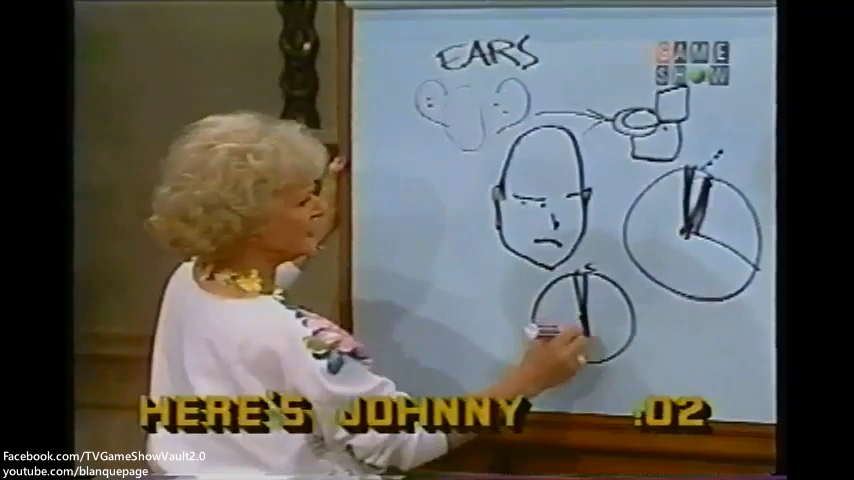 EARS
GAME
SHOW
HERE'S JOHNNY :02
Facebook.com/TVGameShowVault2.0
youtube.com/blanquepage